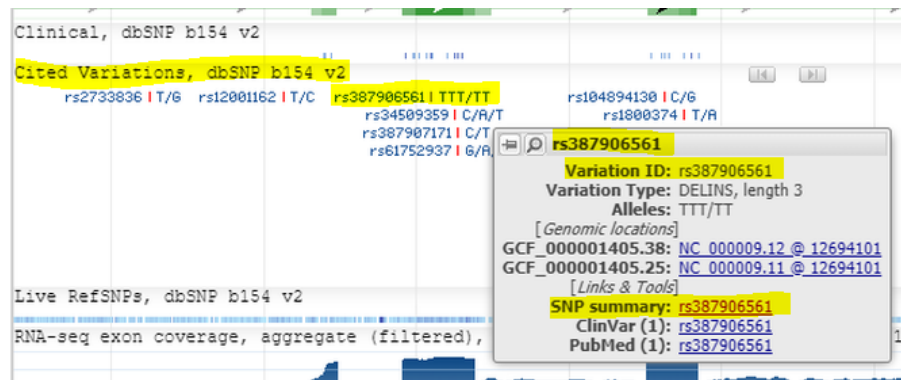 Clinical, dbSNP b154 v2
Cited Variations, dbSNP b154 v2
rs2733836 | T/G rs12001162 | T/C rs387906561 | TTT/TT rs104894130 | C/G
rs34509359 | C/A/T rs1800374 | T/A
rs387907171 | C/T
rs61752937 | G/A,
rs387906561
Variation ID: rs387906561
Variation Type: DELINS, length 3
Alleles: TTT/TT
[Genomic locations]
GCF_000001405.38: NC_000009.12 @ 12694101
GCF_000001405.25: NC_000009.11 @ 12694101
[Links & Tools]
SNP summary: rs387906561
ClinVar (1): rs387906561
PubMed (1): rs387906561
Live RefSNPs, dbSNP b154 v2
RNA-seq exon coverage, aggregate (filtered),